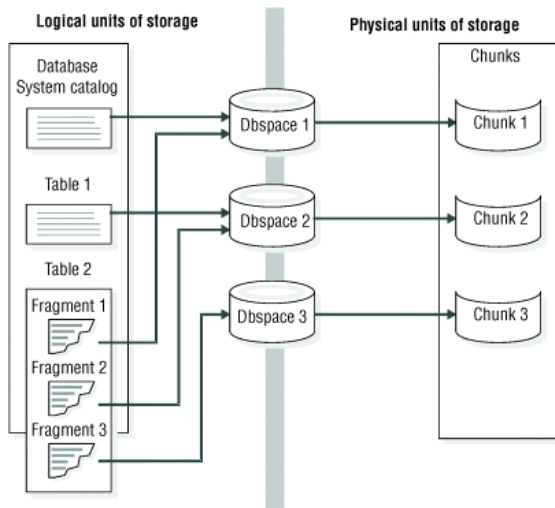 Logical units of storage
Physical units of storage
Database
System catalog
Table 1
Table 2
Fragment 1
Fragment 2
Fragment 3
Dbspace 1
Dbspace 2
Dbspace 3
Chunks
Chunk 1
Chunk 2
Chunk 3